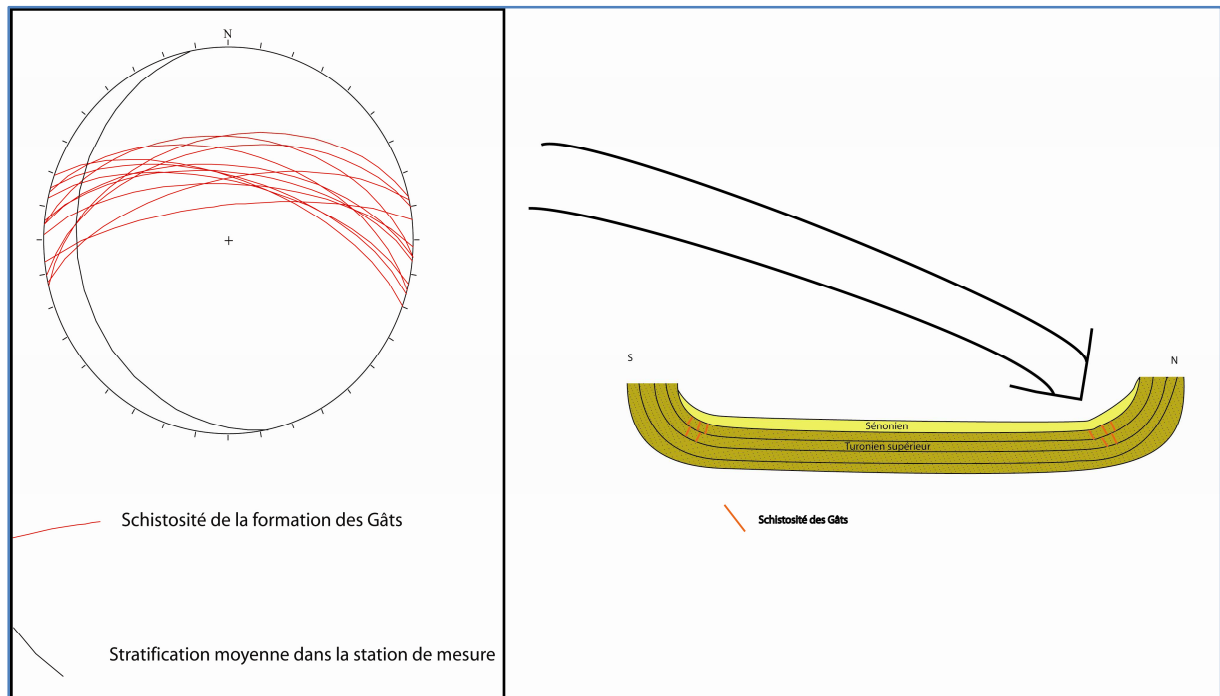 N
Schistosité de la formation des Gâts
Stratification moyenne dans la station de mesure
S
N
Sénonien
Turonien supérieur
Schistosité des Gâts